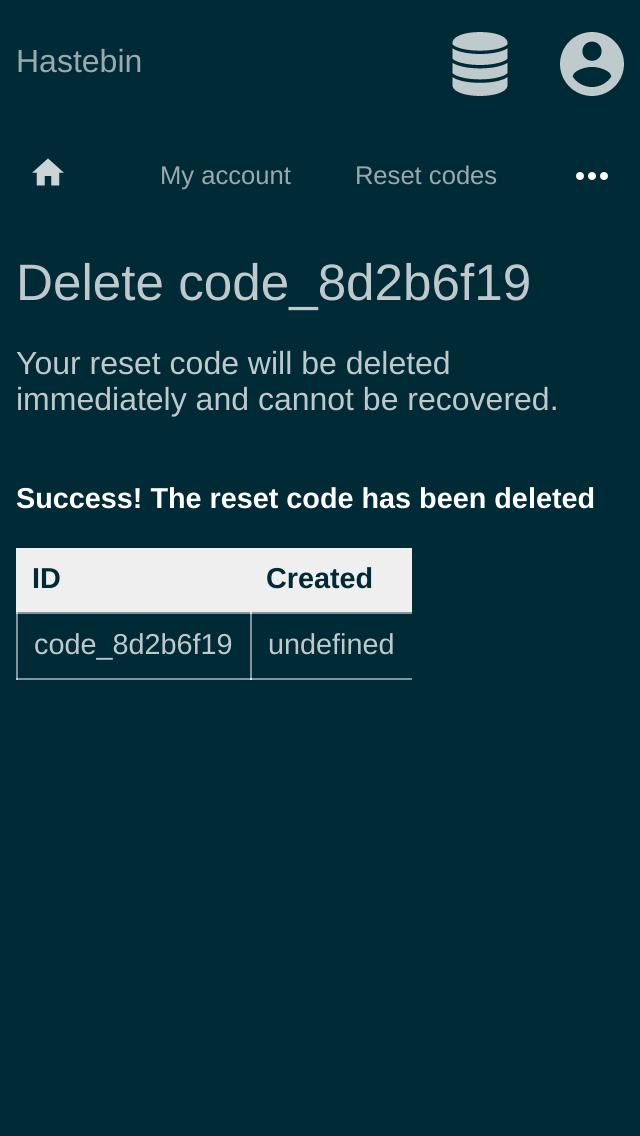 Hastebin
My account Reset codes
Delete code_8d2b6f19
Your reset code will be deleted
immediately and cannot be recovered.
Success! The reset code has been deleted
ID Created
code_8d2b6f19 undefined